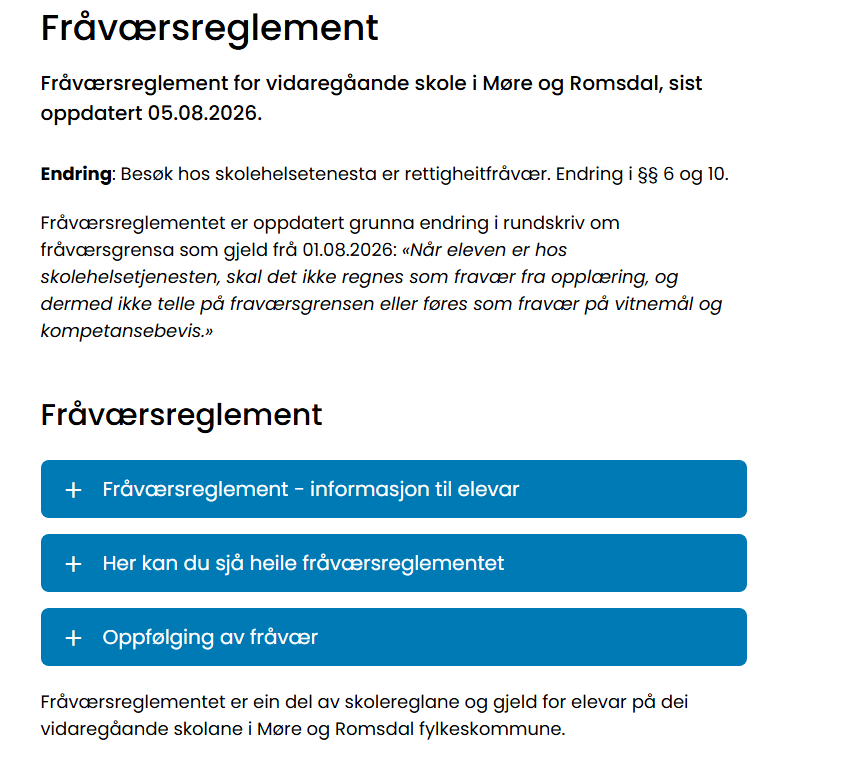 Fråværsreglement
Fråværsreglement for vidaregåande skole i Møre og Romsdal, sist
oppdatert 05.08.2026.
Endring: Besøk hos skolehelsetenesta er rettigheitfråvær. Endring i §§ 6 og 10.
Fråværsreglementet er oppdatert grunna endring i rundskriv om
fråværsgrensa som gjeld frå 01.08.2026: «Når eleven er hos
skolehelsetjenesten, skal det ikke regnes som fravær fra opplæring, og
dermed ikke telle på fraværsgrensen eller føres som fravær på vitnemål og
kompetansebevis.»
Fråværsreglement
+ Fråværsreglement - informasjon til elevar
+ Her kan du sjå heile fråværsreglementet
+ Oppfølging av fråvær
Fråværsreglementet er ein del av skolereglane og gjeld for elevar på dei
vidaregåande skolane i Møre og Romsdal fylkeskommune.